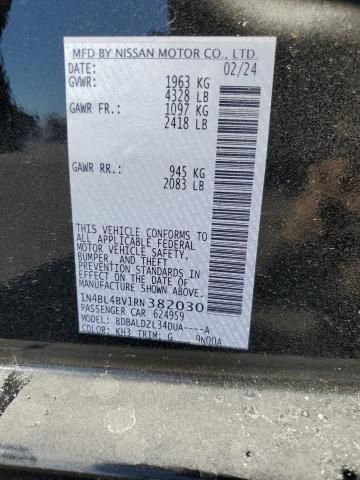 MFD BY NISSAN MOTOR CO., LTD.
DATE: 02/24
GVWR: 1963 KG
4328 LB
GAWR FR.: 1097 KG
2418 LB
GAWR RR.: 945 KG
2083 LB
THIS VEHICLE CONFORMS TO
ALL APPLICABLE FEDERAL
MOTOR VEHICLE SAFETY,
BUMPER, AND THEFT
PREVENTION STANDARDS IN
EFFECT ON THE DATE OF
MANUFACTURE SHOWN ABOVE.
1N4BL4BV1RN382030
PASSENGER CAR 624959
MODEL: BDBALDZL34DUA----A
COLOR: KH3 TRIM: G 9N00A